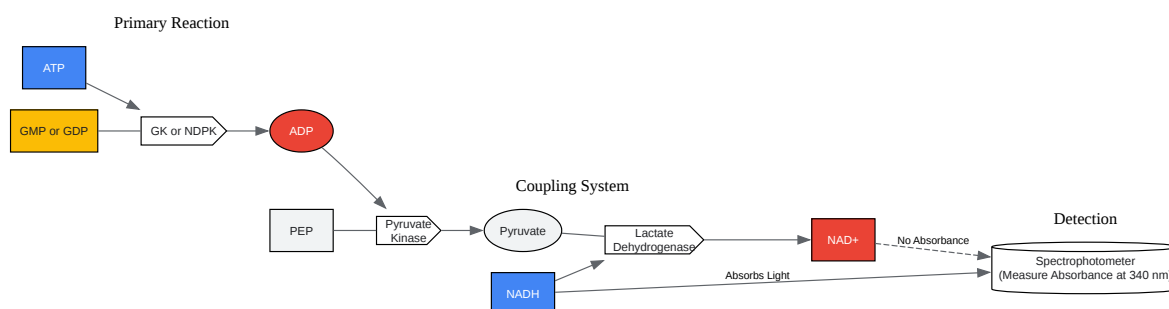 Primary Reaction
ATP
GMP or GDP
GK or NDPK
ADP
Coupling System
PEP
Pyruvate
Kinase
Pyruvate
Lactate
Dehydrogenase
NADH
NAD+
No Absorbance
Absorbs Light
Detection
Spectrophotometer
(Measure Absorbance at 340 nm)